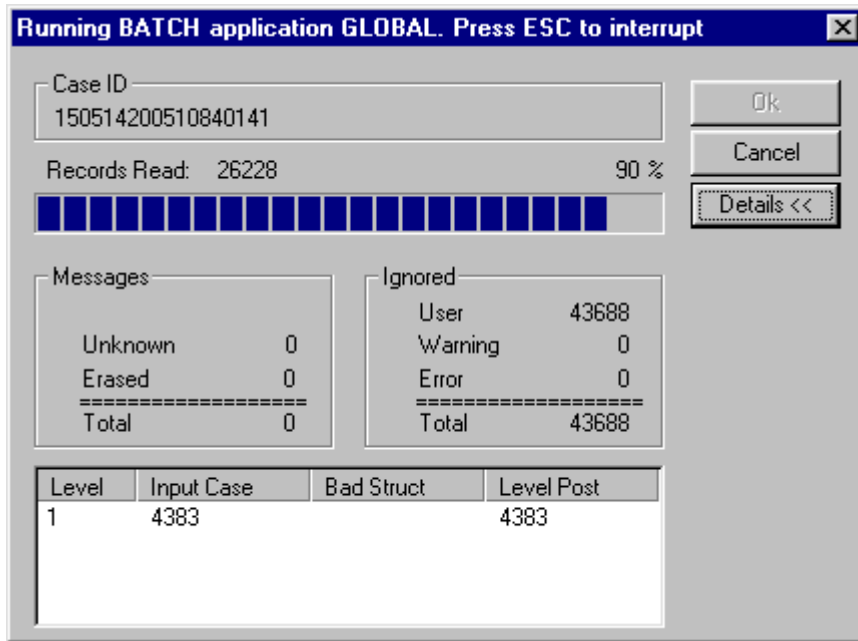 Running BATCH application GLOBAL. Press ESC to interrupt
Case ID
150514200510840141
Ok
Records Read: 26228 90 %
Cancel
Details <<
Messages
Unknown 0
Erased 0
===================
Total 0
Ignored
User 43688
Warning 0
Error 0
===================
Total 43688
Level Input Case Bad Struct Level Post
1 4383 4383